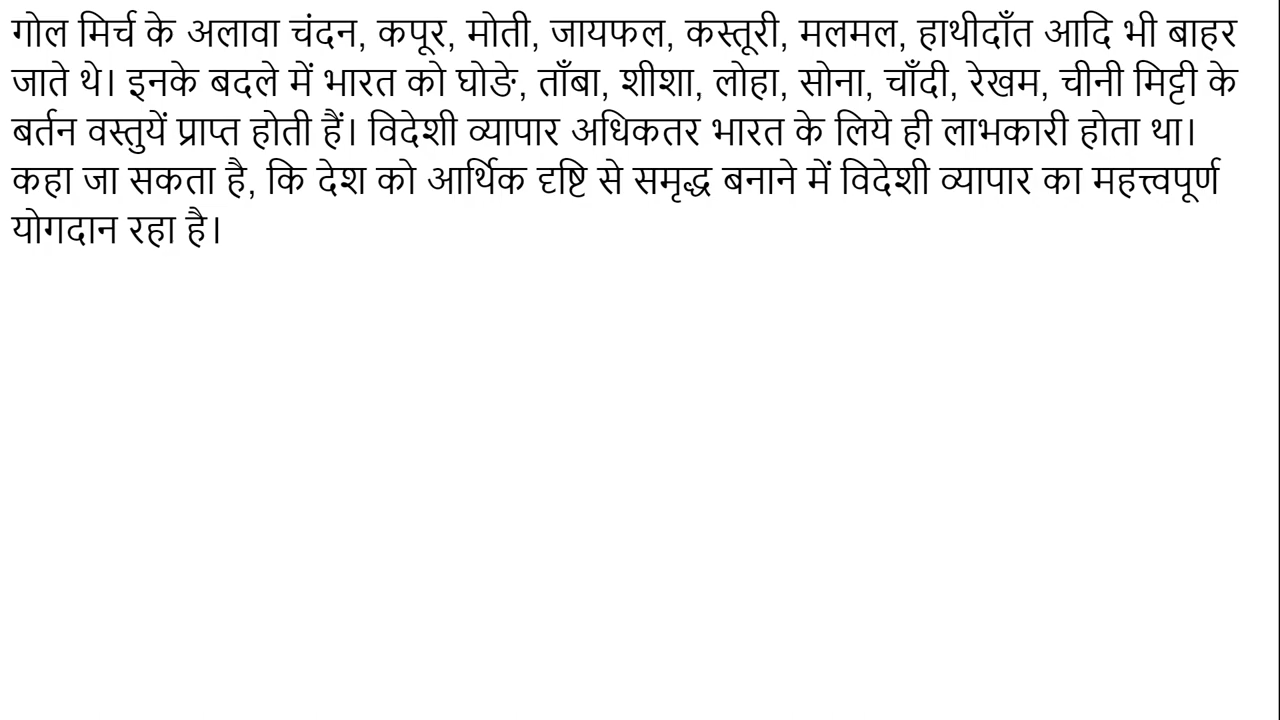 गोल मिर्च के अलावा चंदन, कपूर, मोती, जायफल, कस्तूरी, मलमल, हाथीदाँत आदि भी बाहर
जाते थे। इनके बदले में भारत को घोङे, ताँबा, शीशा, लोहा, सोना, चाँदी, रेखम, चीनी मिट्टी के
बर्तन वस्तुयें प्राप्त होती हैं। विदेशी व्यापार अधिकतर भारत के लिये ही लाभकारी होता था।
कहा जा सकता है, कि देश को आर्थिक दृष्टि से समृद्ध बनाने में विदेशी व्यापार का महत्त्वपूर्ण
योगदान रहा है।